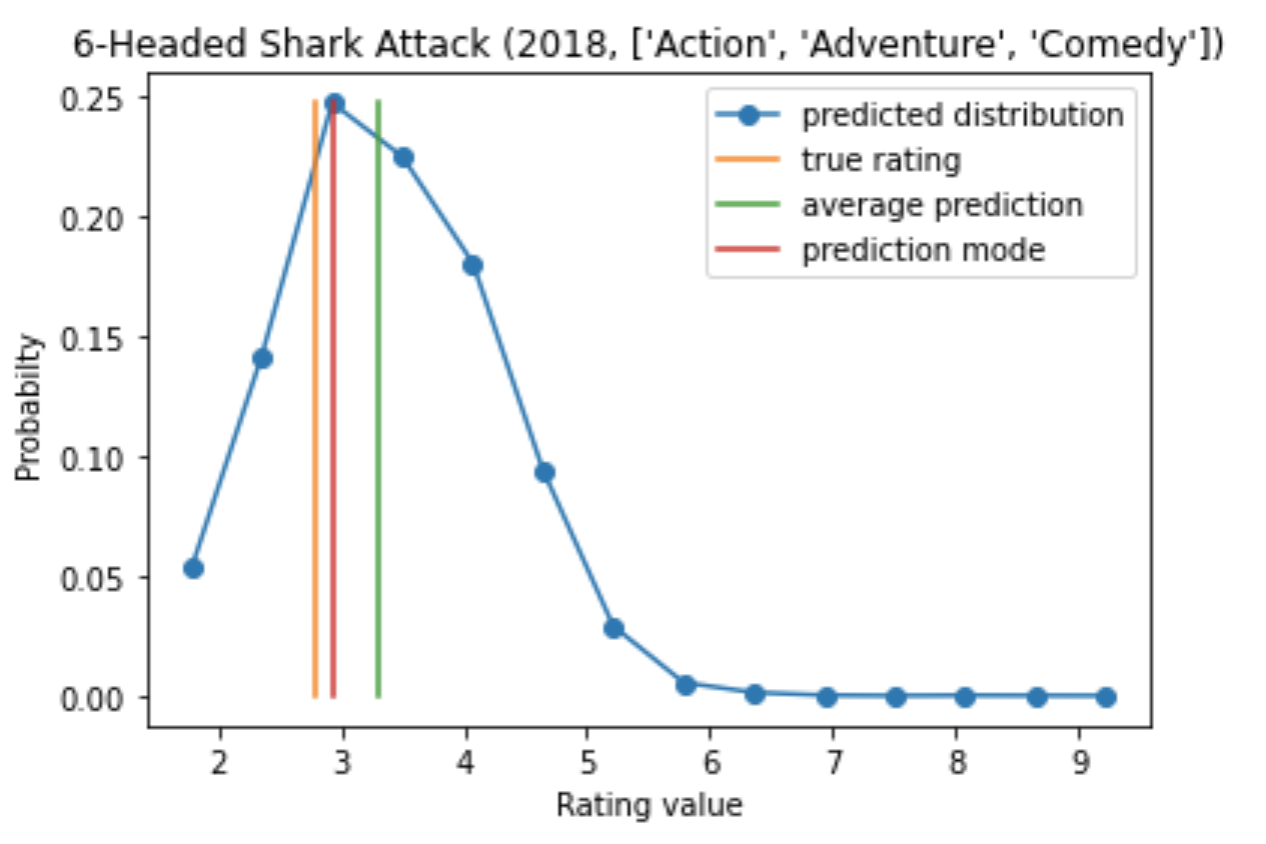 6-Headed Shark Attack (2018, ['Action', 'Adventure', 'Comedy'])
predicted distribution
true rating
average prediction
prediction mode
Probabilty
0.25
0.20
0.15
0.10
0.05
0.00
2 3 4 5 6 7 8 9
Rating value